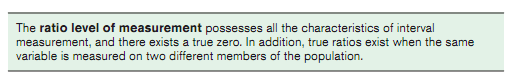 The ratio level of measurement possesses all the characteristics of interval
measurement, and there exists a true zero. In addition, true ratios exist when the same
variable is measured on two different members of the population.